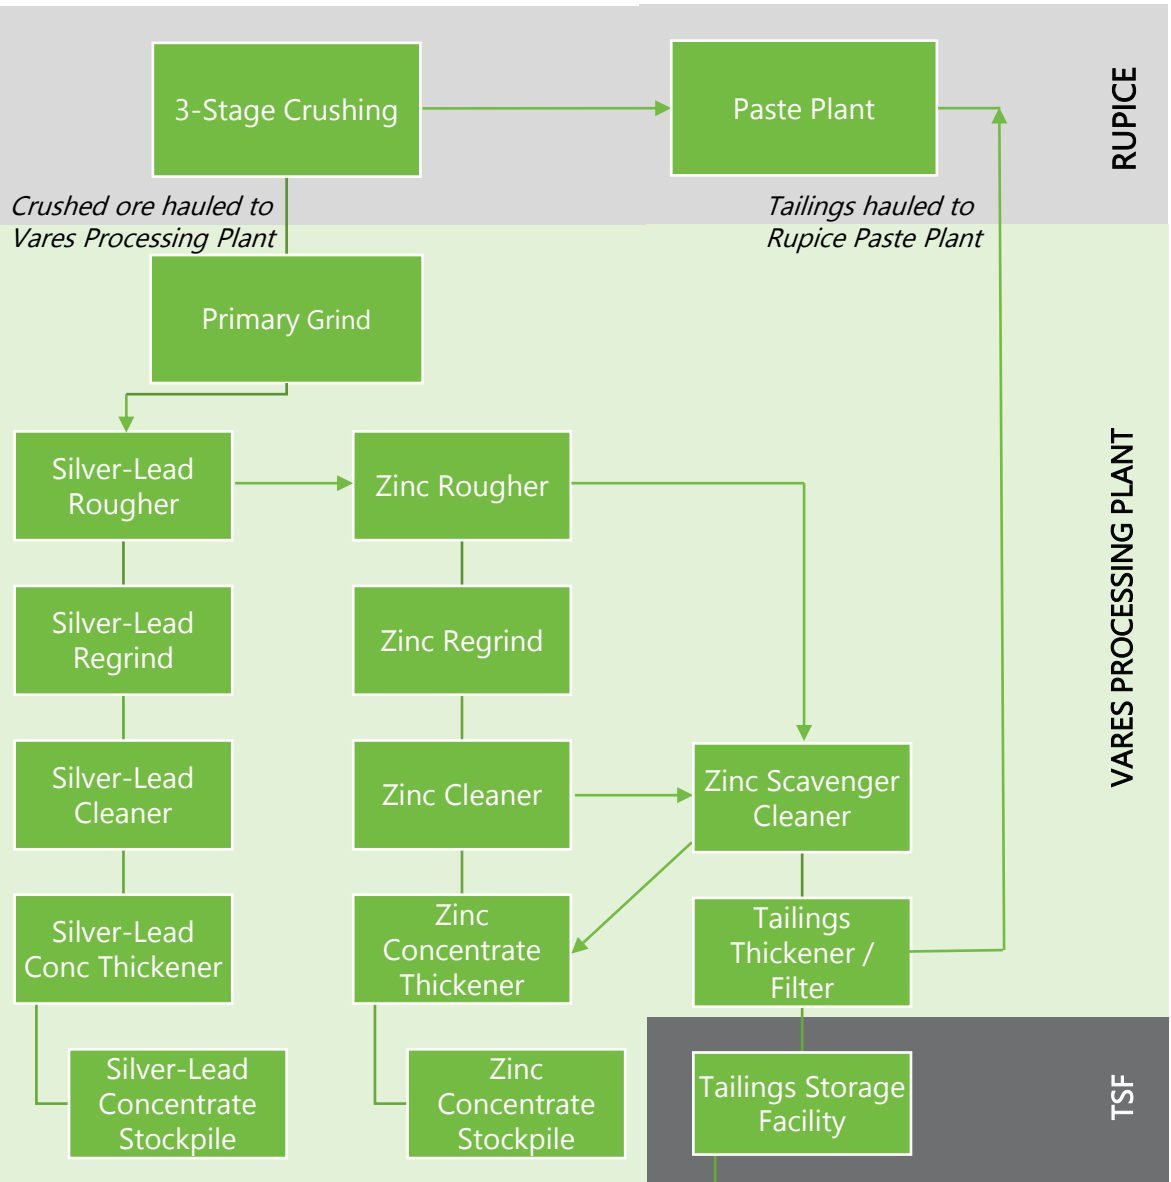 3-Stage Crushing
Paste Plant
RUPICE
Crushed ore hauled to
Vares Processing Plant
Tailings hauled to
Rupice Paste Plant
Primary Grind
Silver-Lead
Rougher
Zinc Rougher
Silver-Lead
Regrind
Zinc Regrind
VARES PROCESSING PLANT
Silver-Lead
Cleaner
Zinc Cleaner
Zinc Scavenger
Cleaner
Silver-Lead
Conc Thickener
Zinc
Concentrate
Thickener
Tailings
Thickener /
Filter
Silver-Lead
Concentrate
Stockpile
Zinc
Concentrate
Stockpile
Tailings Storage
Facility
TSF